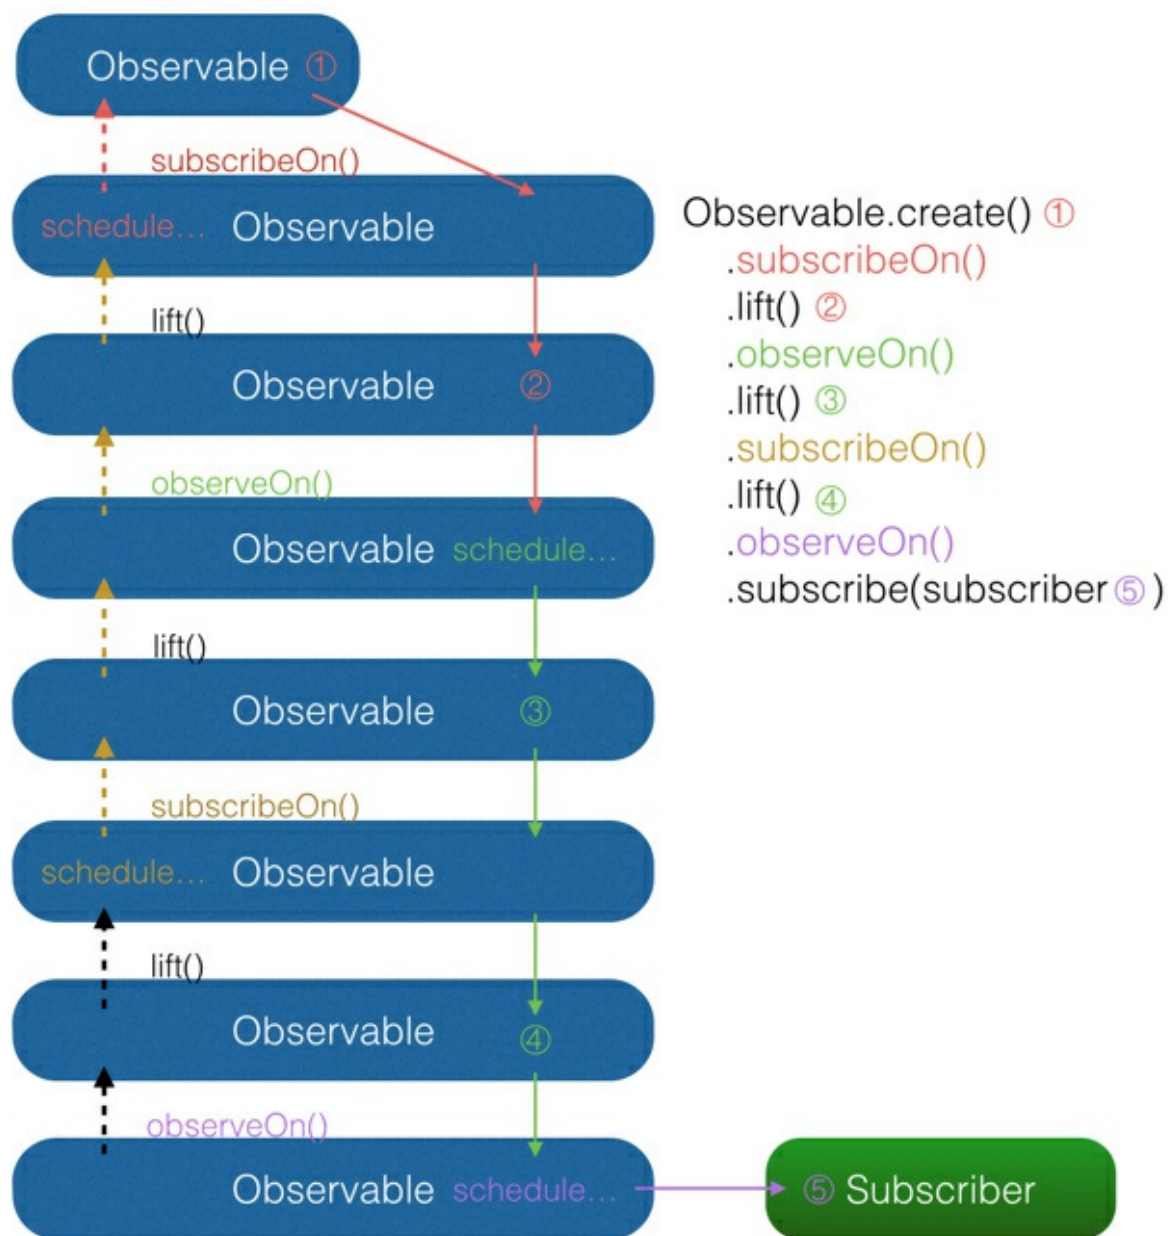 Observable ①
subscribeOn()
schedule... Observable
lift()
Observable ②
observeOn()
Observable schedule...
lift()
Observable ③
subscribeOn()
schedule... Observable
lift()
Observable ④
observeOn()
Observable schedule...
⑤ Subscriber
Observable.create() ①
.subscribeOn()
.lift() ②
.observeOn()
.lift() ③
.subscribeOn()
.lift() ④
.observeOn()
.subscribe(subscriber⑤ )